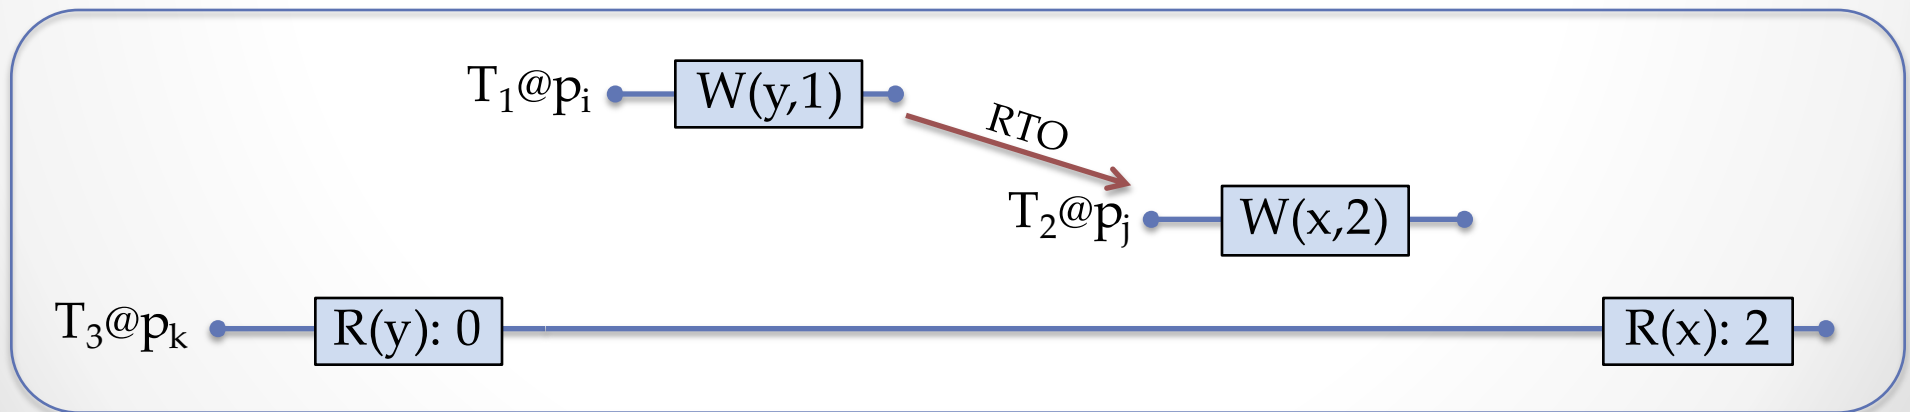 T₁@pᵢ W(y,1)
RTO
T₂@pⱼ W(x,2)
T₃@pₖ R(y): 0 R(x): 2